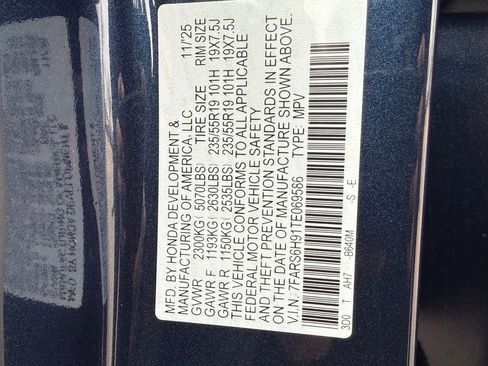 MFD. BY HONDA DEVELOPMENT &
MANUFACTURING OF AMERICA, LLC 11/25
GVWR 2300KG( 5070LBS) TIRE SIZE RIM SIZE
GAWR F 1193KG( 2630LBS) 235/55R19 101H 19X7.5J
GAWR R 1150KG( 2535LBS) 235/55R19 101H 19X7.5J
THIS VEHICLE CONFORMS TO ALL APPLICABLE
FEDERAL MOTOR VEHICLE SAFETY
AND THEFT PREVENTION STANDARDS IN EFFECT
ON THE DATE OF MANUFACTURE SHOWN ABOVE.
V.I.N. 7FARS6H91TE069586 TYPE: MPV
3D0 T AH7 -B640M -S -E